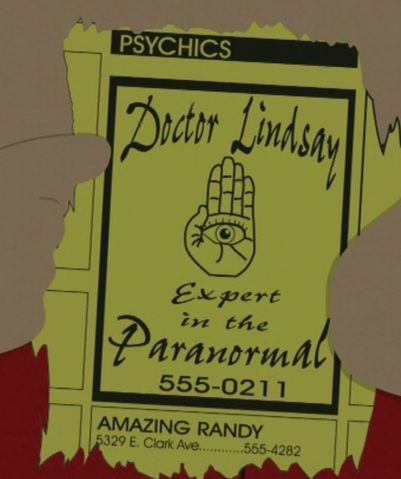 PSYCHICS
Doctor Lindsay
Expert
in the
Paranormal
555-0211
AMAZING RANDY
5329 E. Clark Ave............555-4282